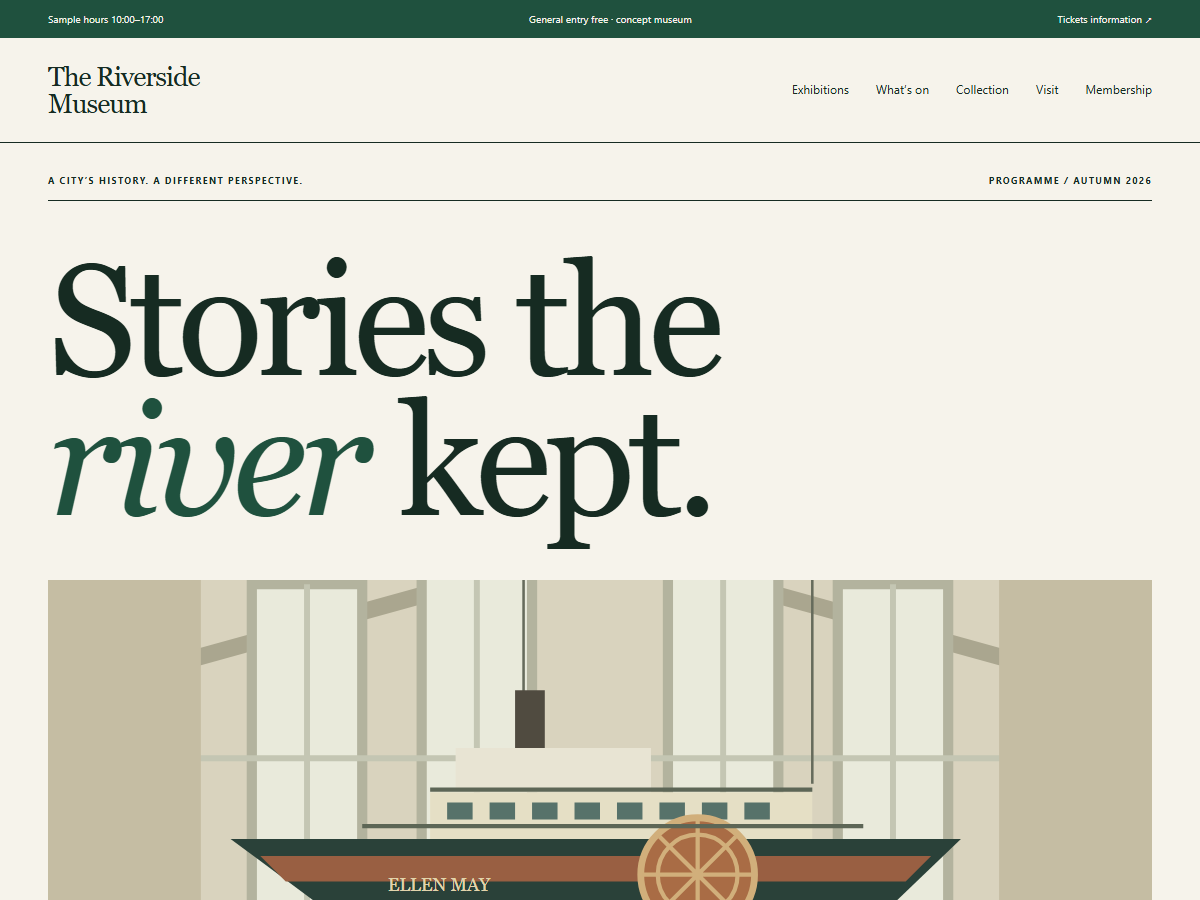 Sample hours 10:00–17:00
General entry free · concept museum
Tickets information ↗
The Riverside
Museum
Exhibitions
What's on
Collection
Visit
Membership
A CITY'S HISTORY. A DIFFERENT PERSPECTIVE.
PROGRAMME / AUTUMN 2026
Stories the
river kept.
ELLEN MAY